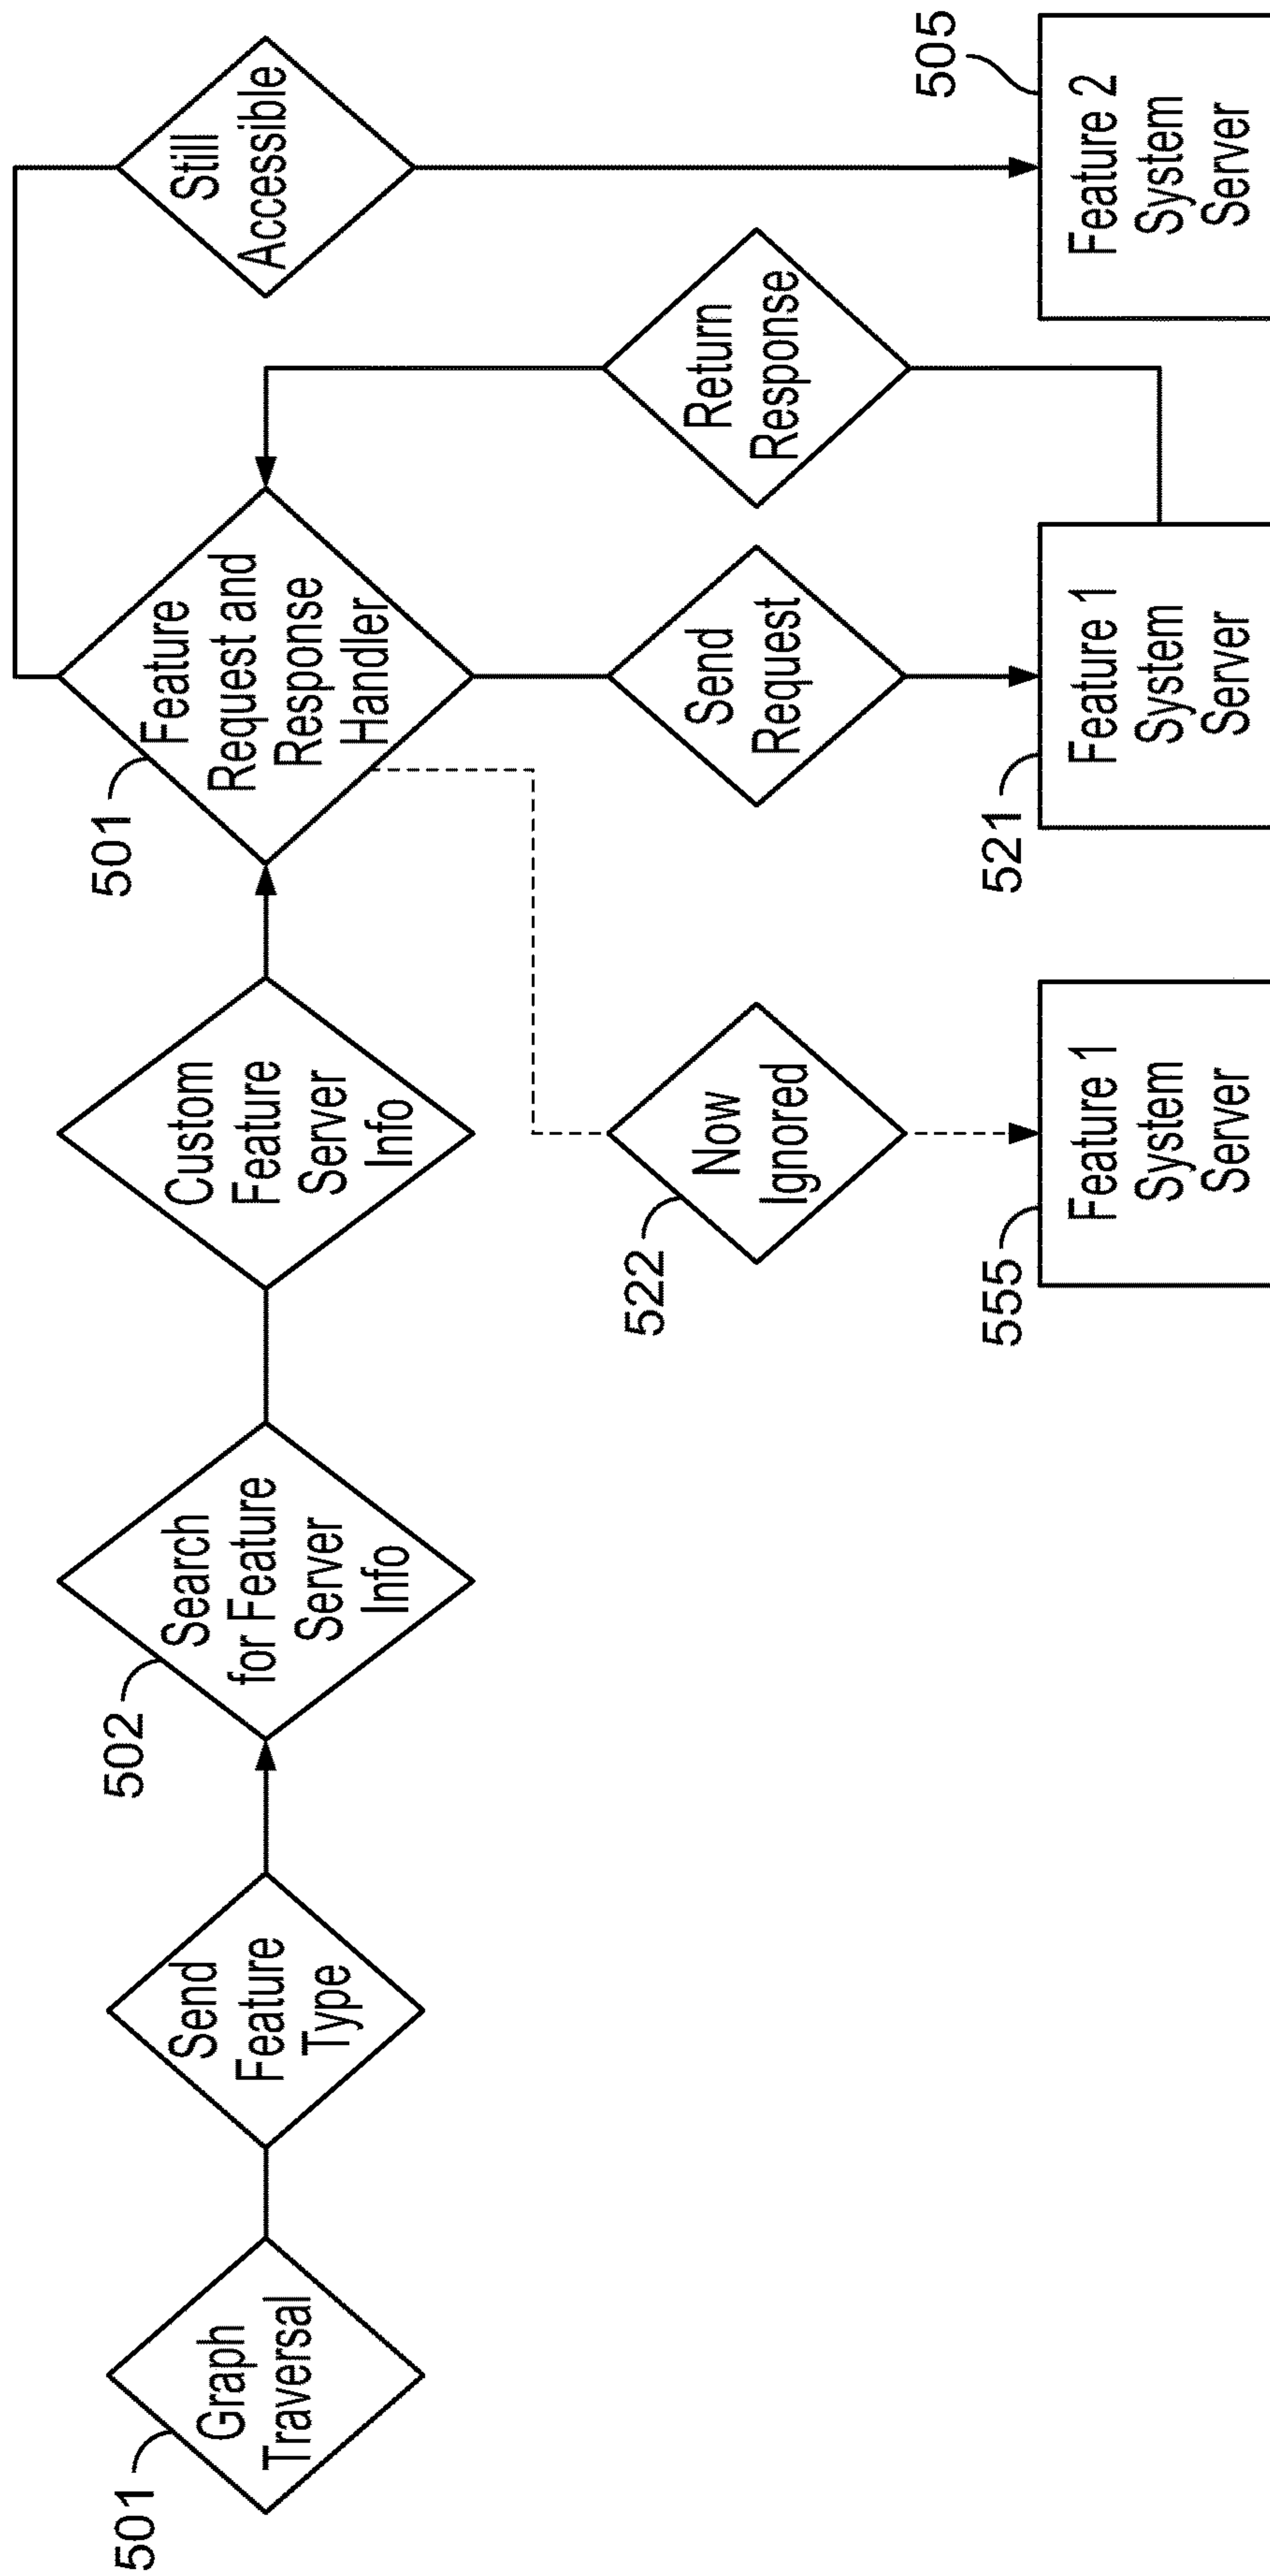 501
Graph
Traversal
Send
Feature
Type
502
Search
for Feature
Server
Info
Custom
Feature
Server
Info
501
Feature
Request and
Response
Handler
Still
Accessible
522
Now
Ignored
Send
Request
Return
Response
555
Feature 1
System
Server
521
Feature 1
System
Server
505
Feature 2
System
Server